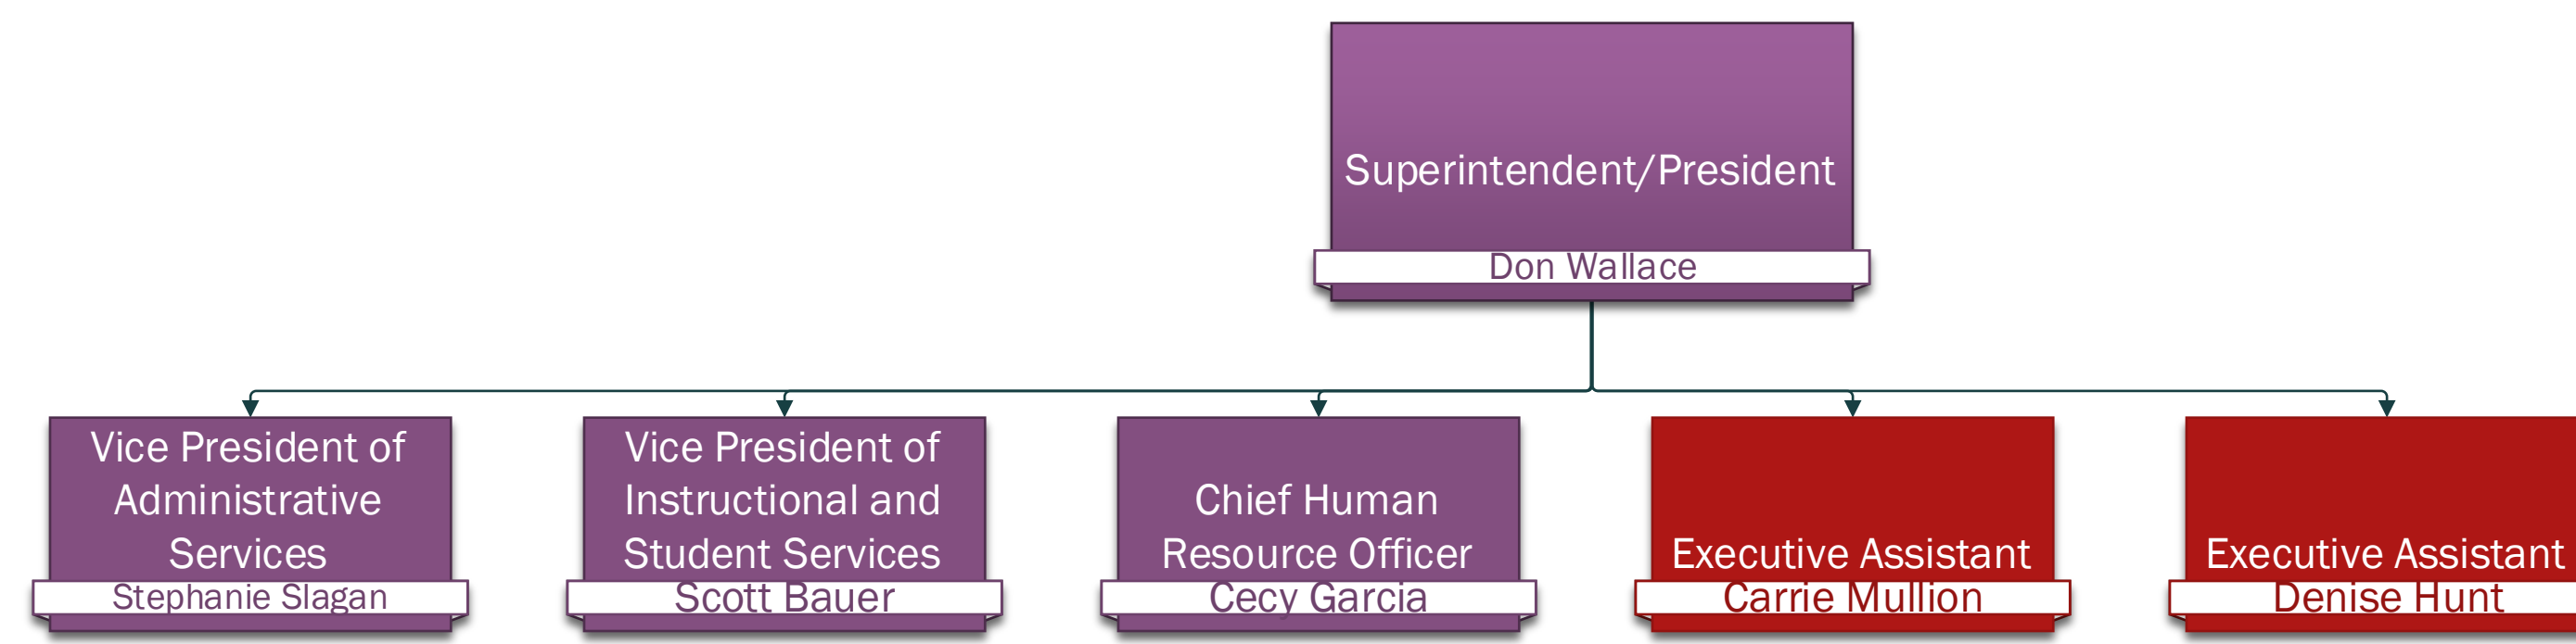 Superintendent/President
Don Wallace
Vice President of
Administrative
Services
Stephanie Slagan
Vice President of
Instructional and
Student Services
Scott Bauer
Chief Human
Resource Officer
Cecy Garcia
Executive Assistant
Carrie Mullion
Executive Assistant
Denise Hunt